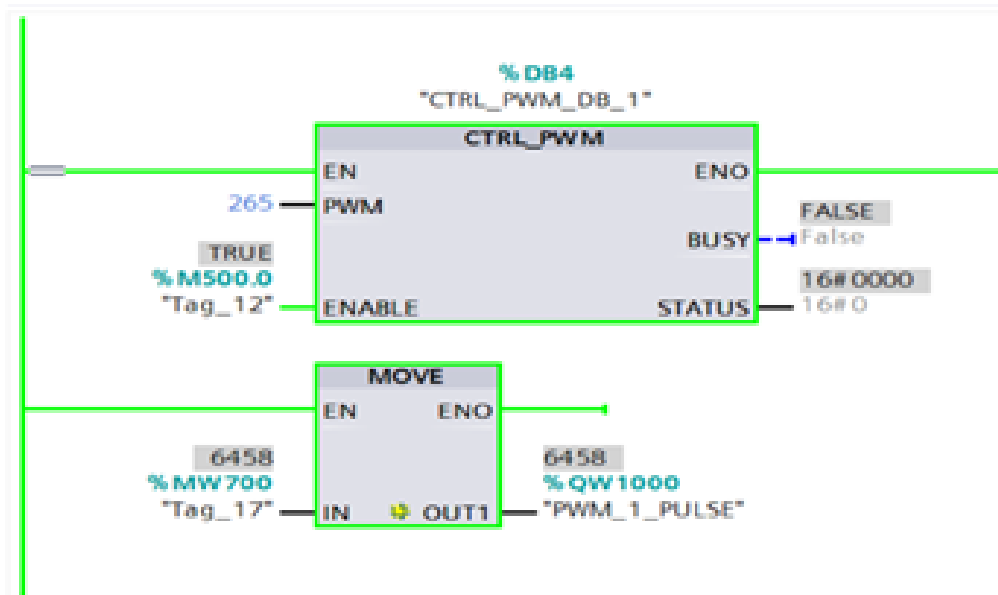 %DB4
"CTRL_PWM_DB_1"
CTRL_PWM
EN ENO
265 PWM
FALSE
BUSY False
TRUE
%M500.0
"Tag_12" ENABLE
16#0000
STATUS 16#0
MOVE
EN ENO
6458
%MW700
"Tag_17" IN OUT1
6458
%QW1000
"PWM_1_PULSE"